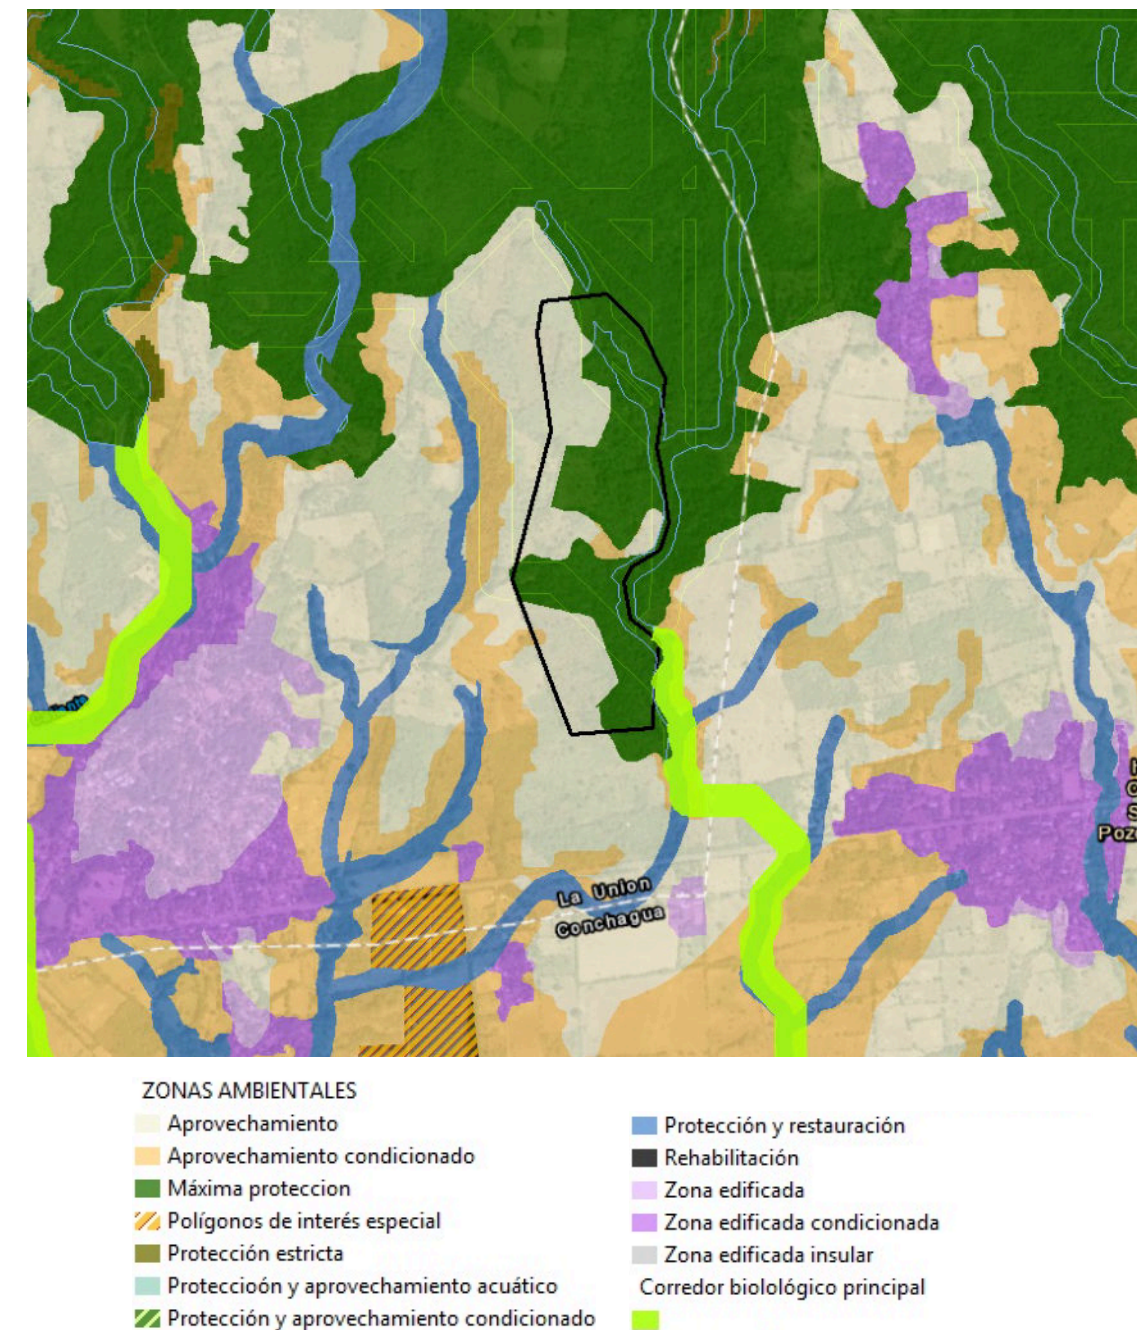 La Union
Conchagua
Poz
ZONAS AMBIENTALES
Aprovechamiento
Aprovechamiento condicionado
Máxima proteccion
Polígonos de interés especial
Protección estricta
Proteccioón y aprovechamiento acuático
Protección y aprovechamiento condicionado
Protección y restauración
Rehabilitación
Zona edificada
Zona edificada condicionada
Zona edificada insular
Corredor biolológico principal